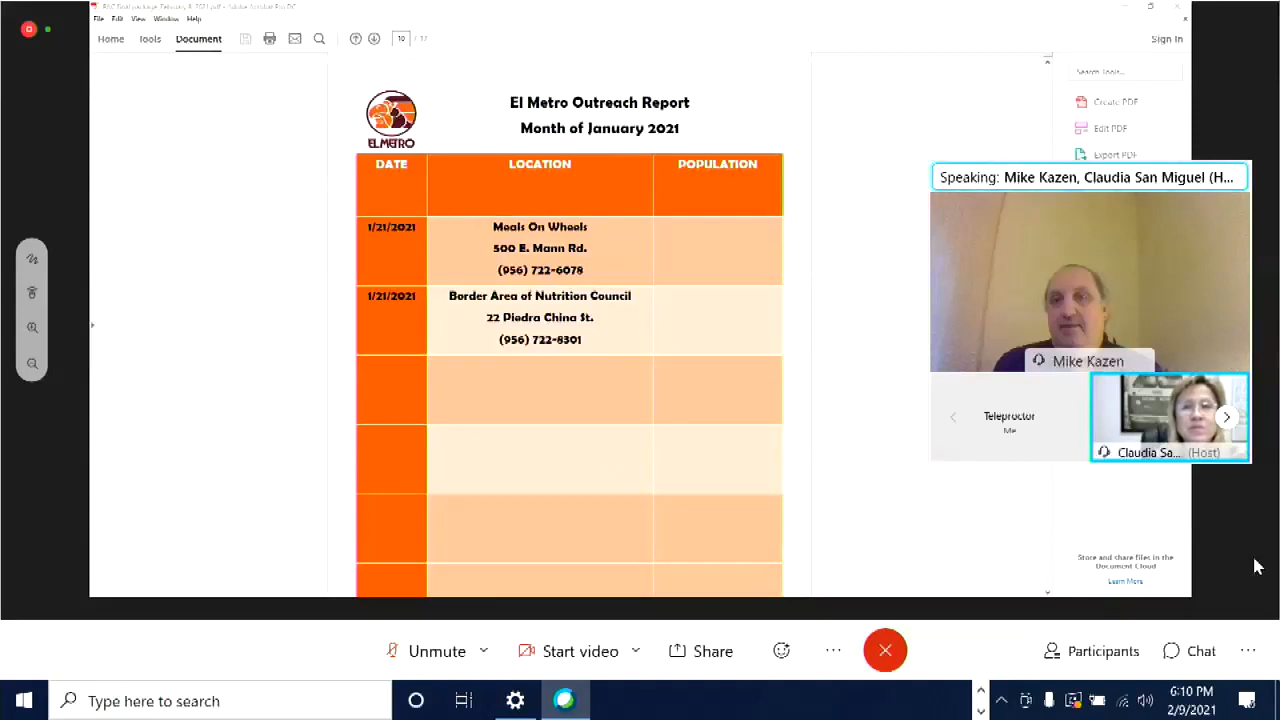 File Edit View Window Help
Home Tools Document
10 / 17
Sign In
El Metro Outreach Report
Month of January 2021
EL METRO
DATE LOCATION POPULATION
1/21/2021 Meals On Wheels
500 E. Mann Rd.
(956) 722-6078
1/21/2021 Border Area of Nutrition Council
22 Piedra China St.
(956) 722-8301
Search Tools...
Create PDF
Edit PDF
Export PDF
Speaking: Mike Kazen, Claudia San Miguel (H...
Mike Kazen
Teleproctor
Me
Claudia Sa... (Host)
Store and share files in the
Document Cloud
Learn More
Unmute Start video Share Participants Chat
Type here to search
6:10 PM
2/9/2021